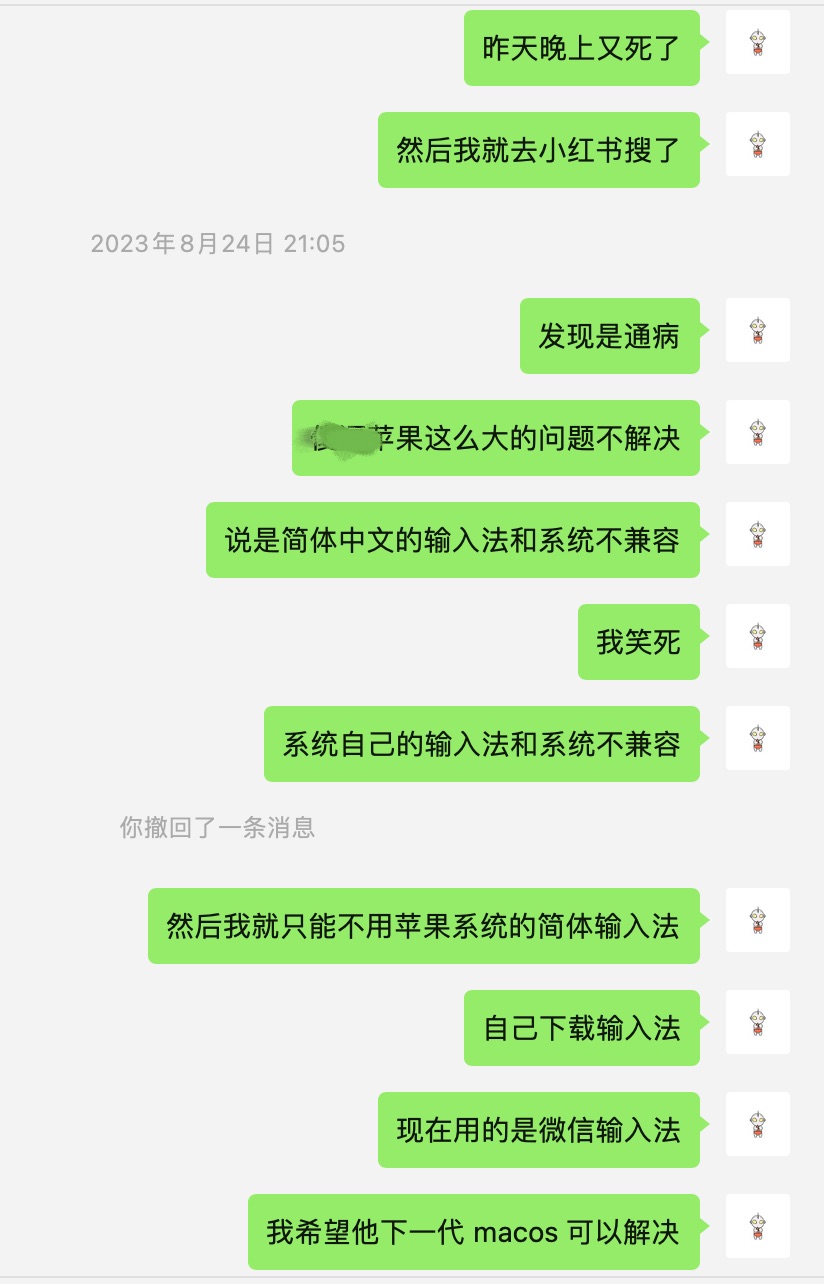 昨天晚上又死了
然后我就去小红书搜了
2023年8月24日 21:05
发现是通病
苹果这么大的问题不解决
说是简体中文的输入法和系统不兼容
我笑死
系统自己的输入法和系统不兼容
你撤回了一条消息
然后我就只能不用苹果系统的简体输入法
自己下载输入法
现在用的是微信输入法
我希望他下一代 macos 可以解决